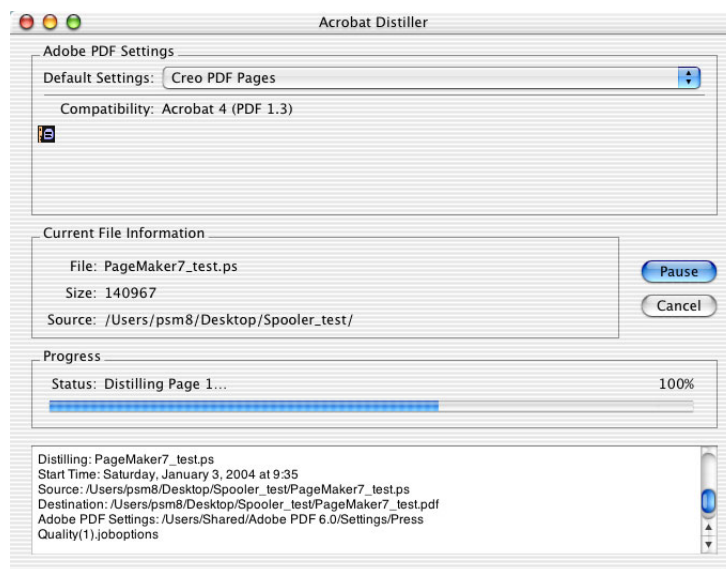 Acrobat Distiller
Adobe PDF Settings
Default Settings: Creo PDF Pages
Compatibility: Acrobat 4 (PDF 1.3)
Current File Information
File: PageMaker7_test.ps
Size: 140967
Source: /Users/psm8/Desktop/Spooler_test/
Pause
Cancel
Progress
Status: Distilling Page 1... 100%
Distilling: PageMaker7_test.ps
Start Time: Saturday, January 3, 2004 at 9:35
Source: /Users/psm8/Desktop/Spooler_test/PageMaker7_test.ps
Destination: /Users/psm8/Desktop/Spooler_test/PageMaker7_test.pdf
Adobe PDF Settings: /Users/Shared/Adobe PDF 6.0/Settings/Press
Quality(1).joboptions